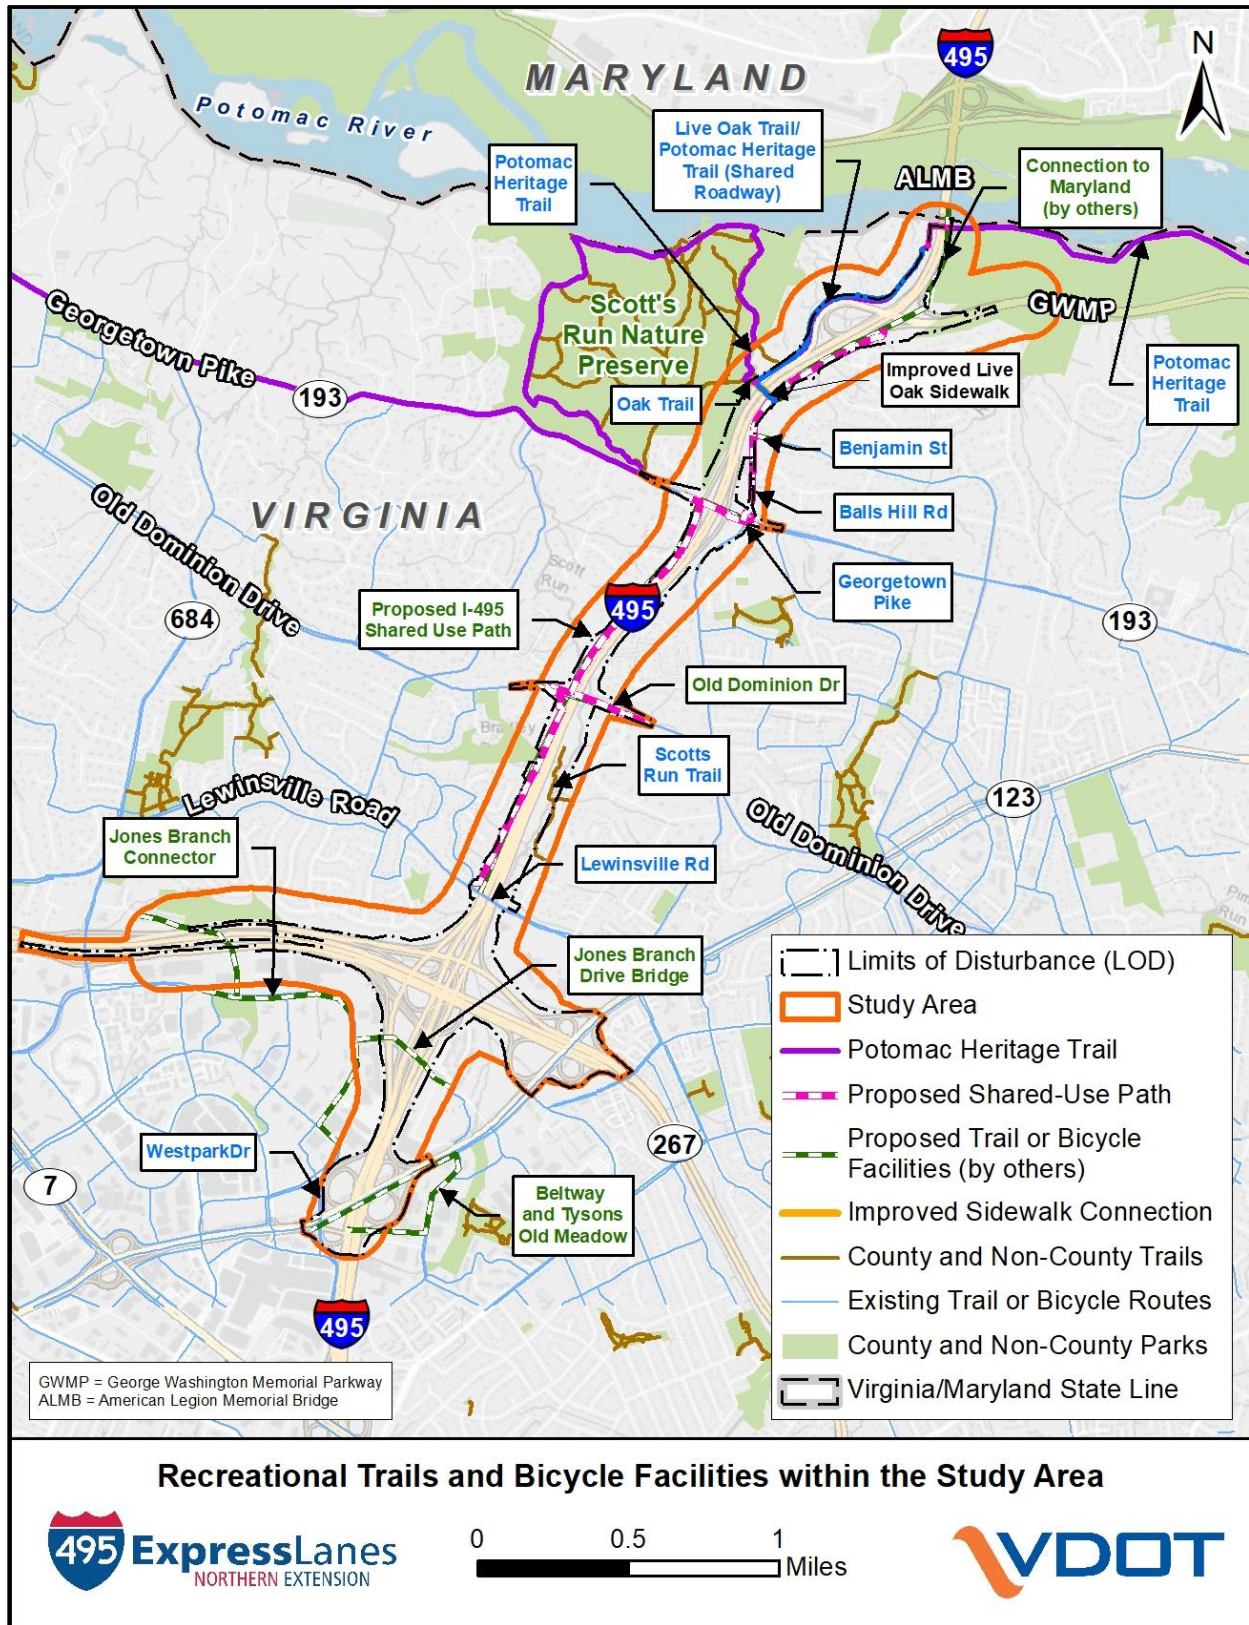 495
N
MARYLAND
Potomac River
Live Oak Trail/
Potomac Heritage
Trail (Shared
Roadway)
Potomac
Heritage
Trail
ALMB
Connection to
Maryland
(by others)
Scott's
Run Nature
Preserve
GWMP
Georgetown Pike
193
Improved Live
Oak Sidewalk
Potomac
Heritage
Trail
Oak Trail
Benjamin St
VIRGINIA
Balls Hill Rd
Old Dominion Drive
Scott
Run
Georgetown
Pike
684
Proposed I-495
Shared Use Path
495
193
Old Dominion Dr
Scotts
Run Trail
Lewinsville Road
123
Old Dominion Drive
Jones Branch
Connector
Lewinsville Rd
Run
Jones Branch
Drive Bridge
WestparkDr
267
7
Beltway
and Tysons
Old Meadow
495
Limits of Disturbance (LOD)
Study Area
Potomac Heritage Trail
Proposed Shared-Use Path
Proposed Trail or Bicycle
Facilities (by others)
Improved Sidewalk Connection
County and Non-County Trails
Existing Trail or Bicycle Routes
County and Non-County Parks
Virginia/Maryland State Line
GWMP = George Washington Memorial Parkway
ALMB = American Legion Memorial Bridge
Recreational Trails and Bicycle Facilities within the Study Area
495 ExpressLanes
NORTHERN EXTENSION
0 0.5 1
Miles
VDOT